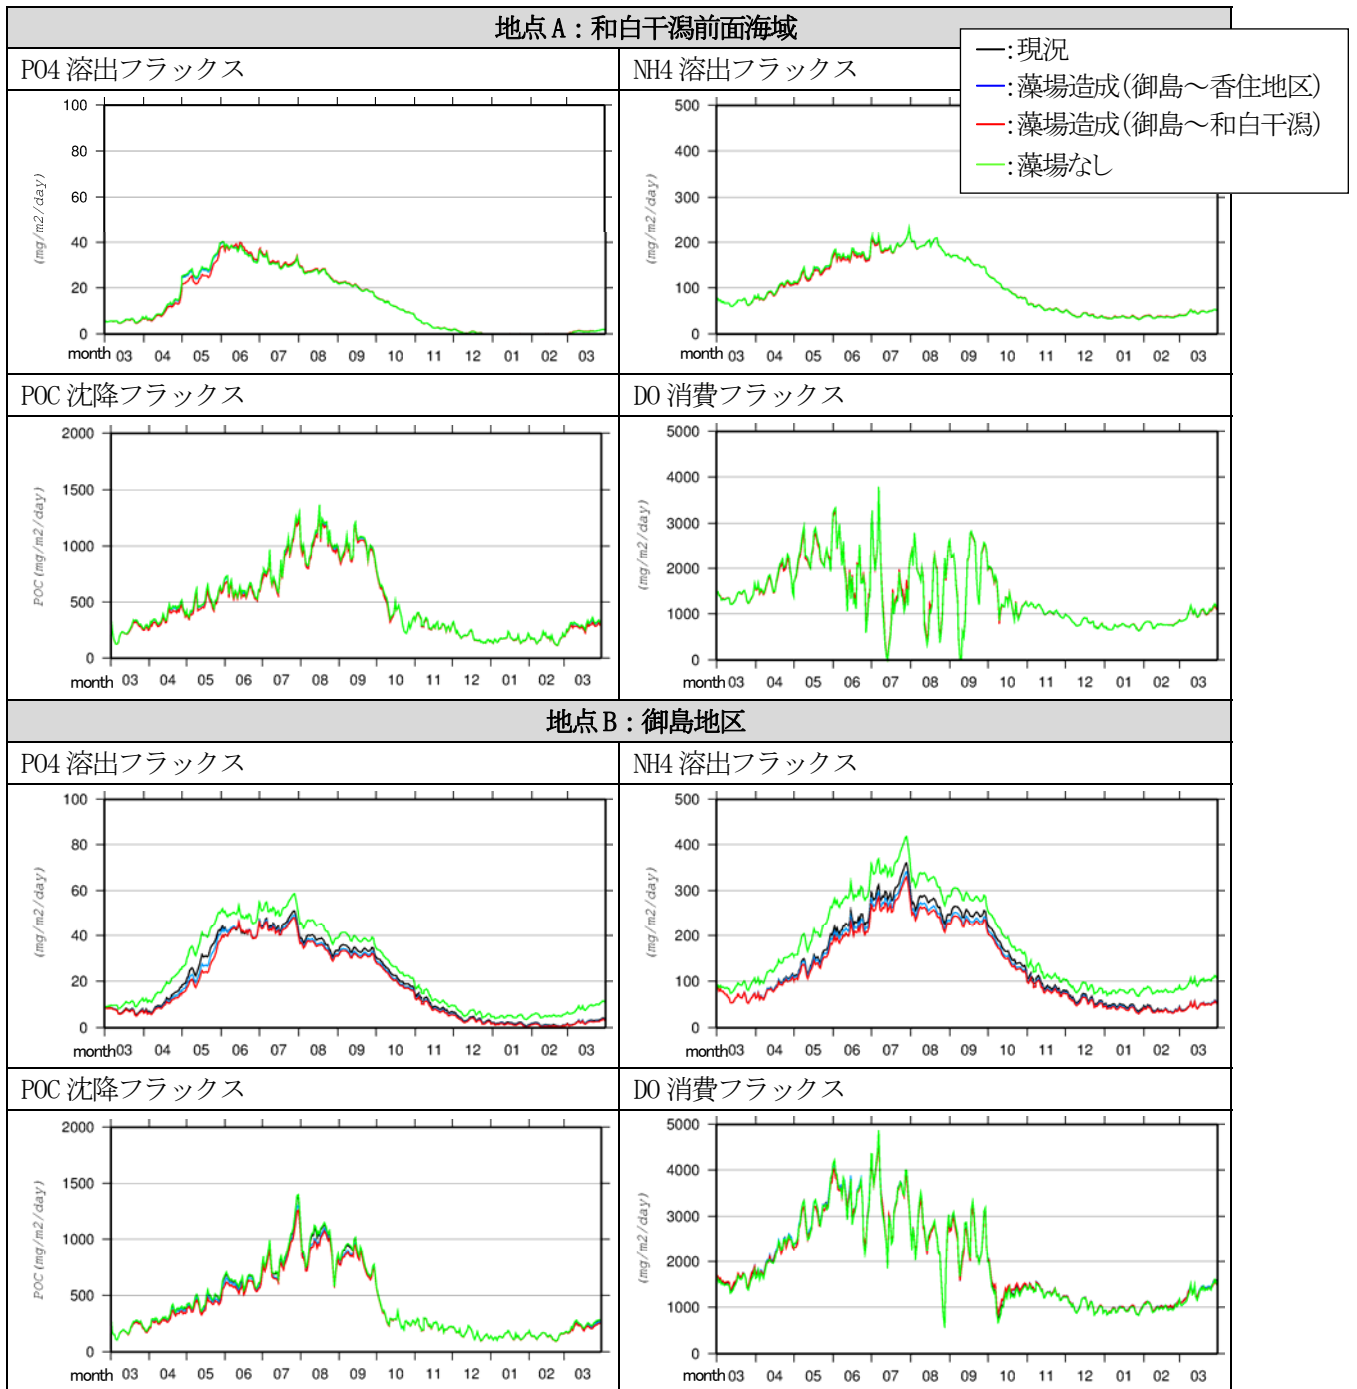 地点A：和白干潟前面海域
―:現況
―:藻場造成(御島～香住地区)
―:藻場造成(御島～和白干潟)
―:藻場なし
PO4 溶出フラックス
NH4 溶出フラックス
100
80
60
40
20
0
(mg/m2/day)
month 03 04 05 06 07 08 09 10 11 12 01 02 03
500
400
300
200
100
0
(mg/m2/day)
month 03 04 05 06 07 08 09 10 11 12 01 02 03
POC 沈降フラックス
DO 消費フラックス
2000
1500
1000
500
0
POC(mg/m2/day)
month 03 04 05 06 07 08 09 10 11 12 01 02 03
5000
4000
3000
2000
1000
0
(mg/m2/day)
month 03 04 05 06 07 08 09 10 11 12 01 02 03
地点B：御島地区
PO4 溶出フラックス
NH4 溶出フラックス
100
80
60
40
20
0
(mg/m2/day)
month 03 04 05 06 07 08 09 10 11 12 01 02 03
500
400
300
200
100
0
(mg/m2/day)
month 03 04 05 06 07 08 09 10 11 12 01 02 03
POC 沈降フラックス
DO 消費フラックス
2000
1500
1000
500
0
POC(mg/m2/day)
month 03 04 05 06 07 08 09 10 11 12 01 02 03
5000
4000
3000
2000
1000
0
(mg/m2/day)
month 03 04 05 06 07 08 09 10 11 12 01 02 03